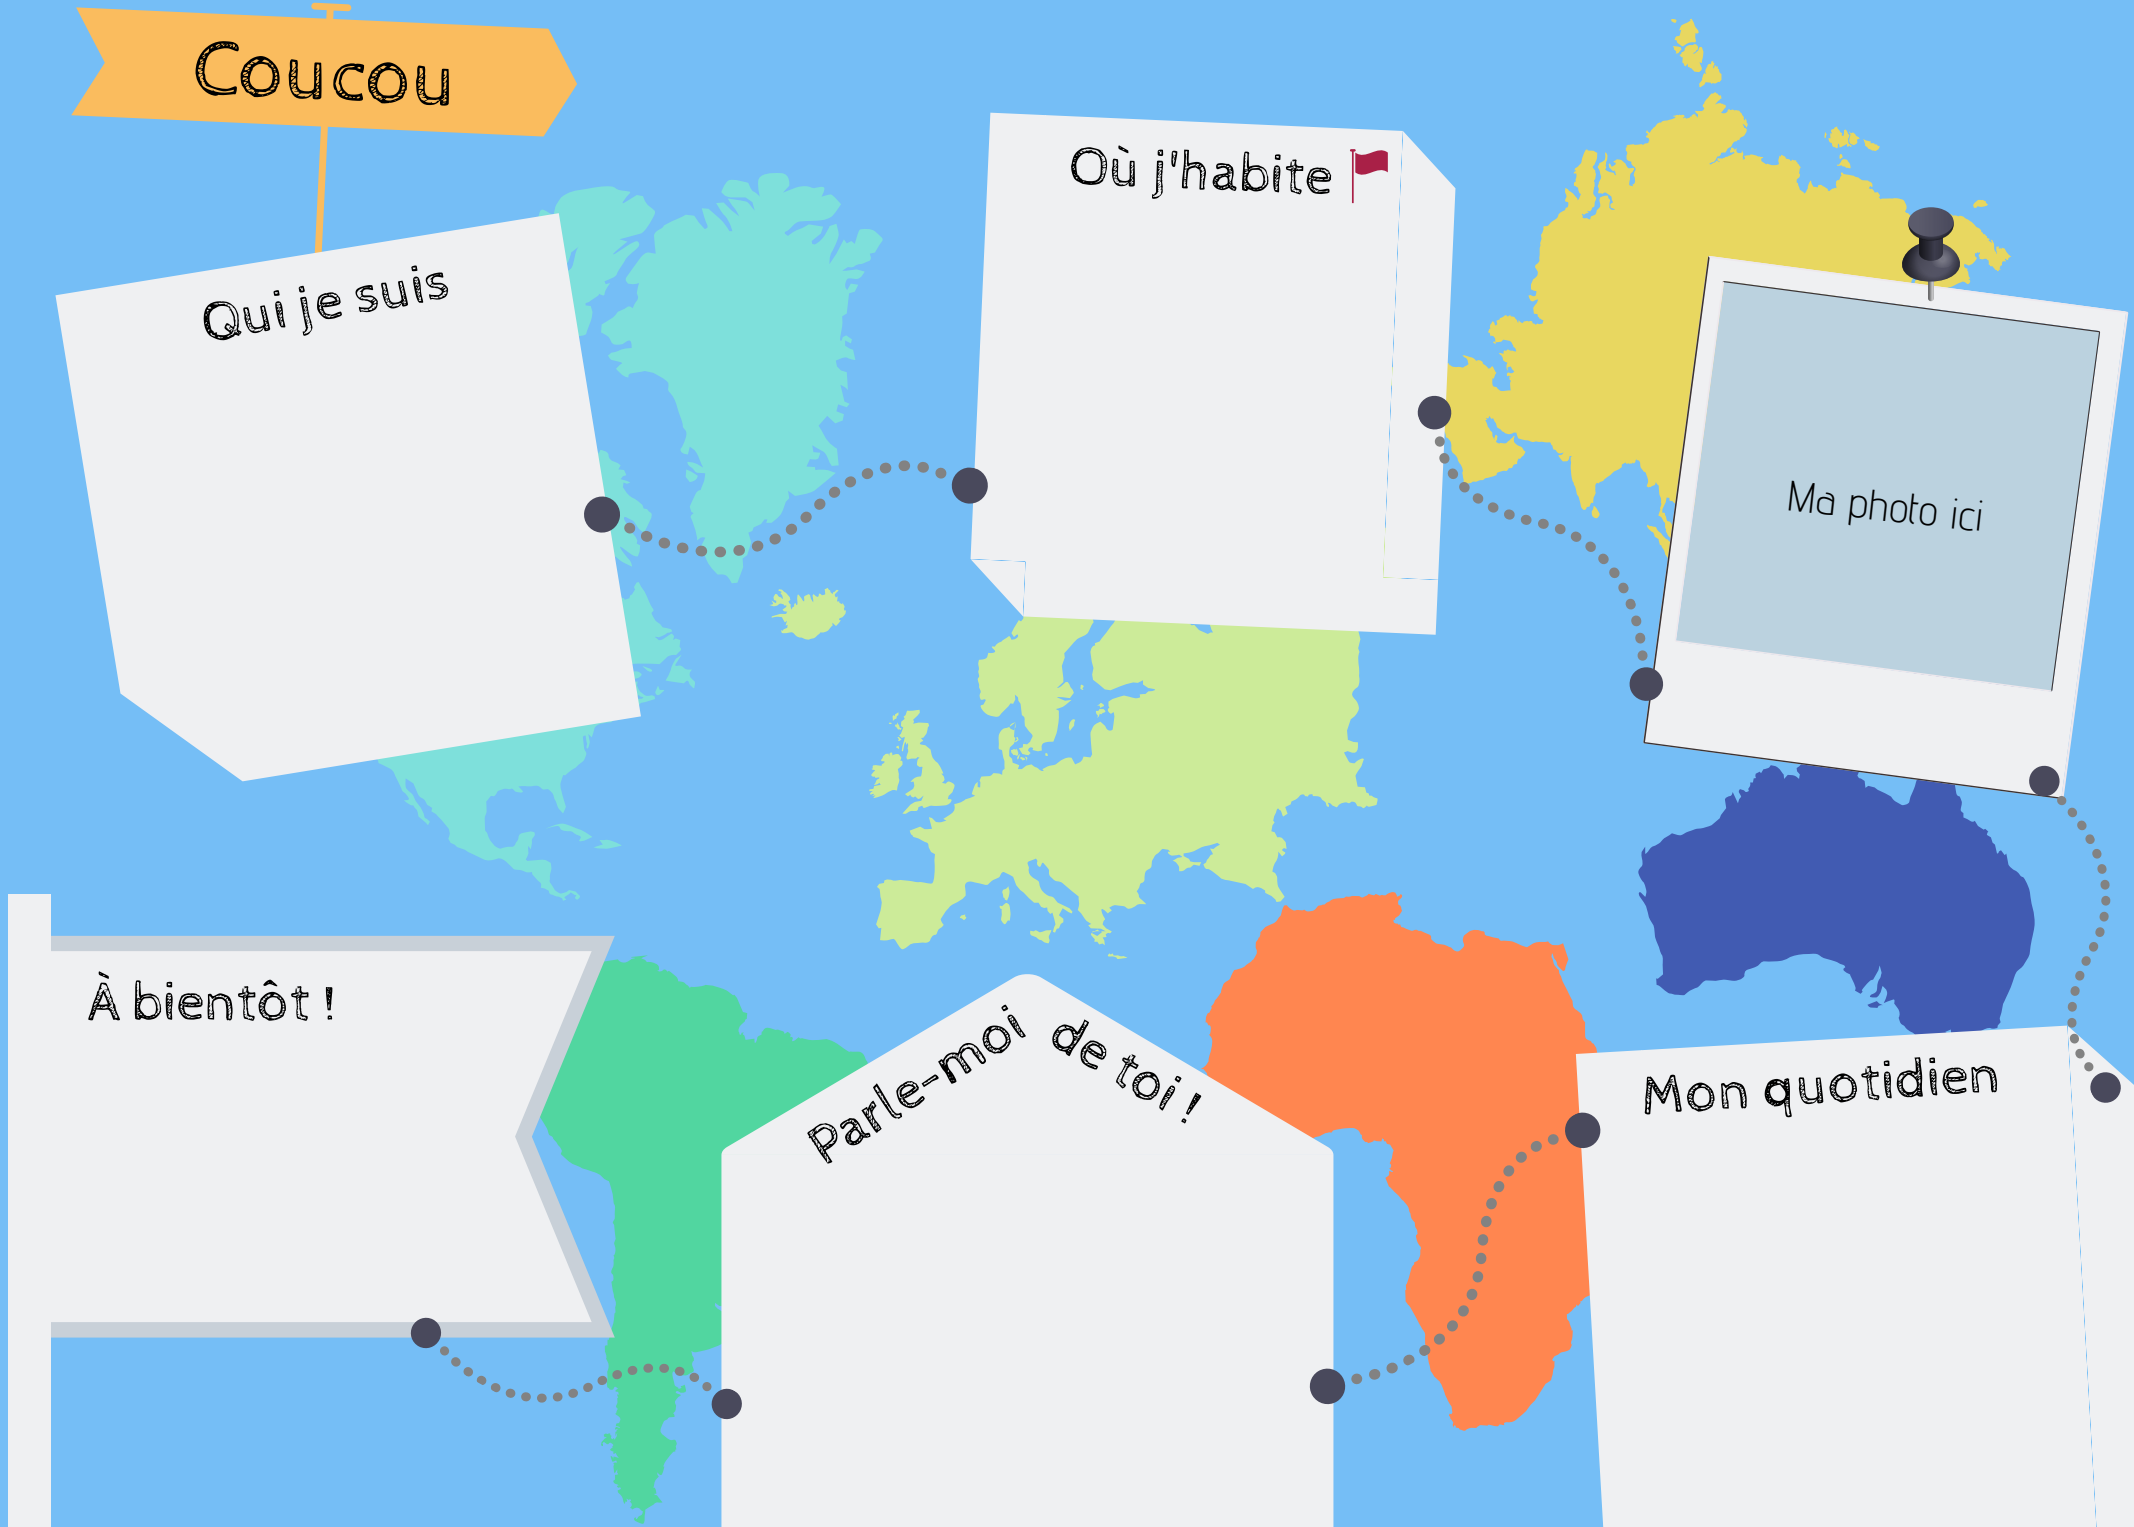 Coucou
Qui je suis
Où j'habite
Ma photo ici
Mon quotidien
Parle-moi de toi !
À bientôt !